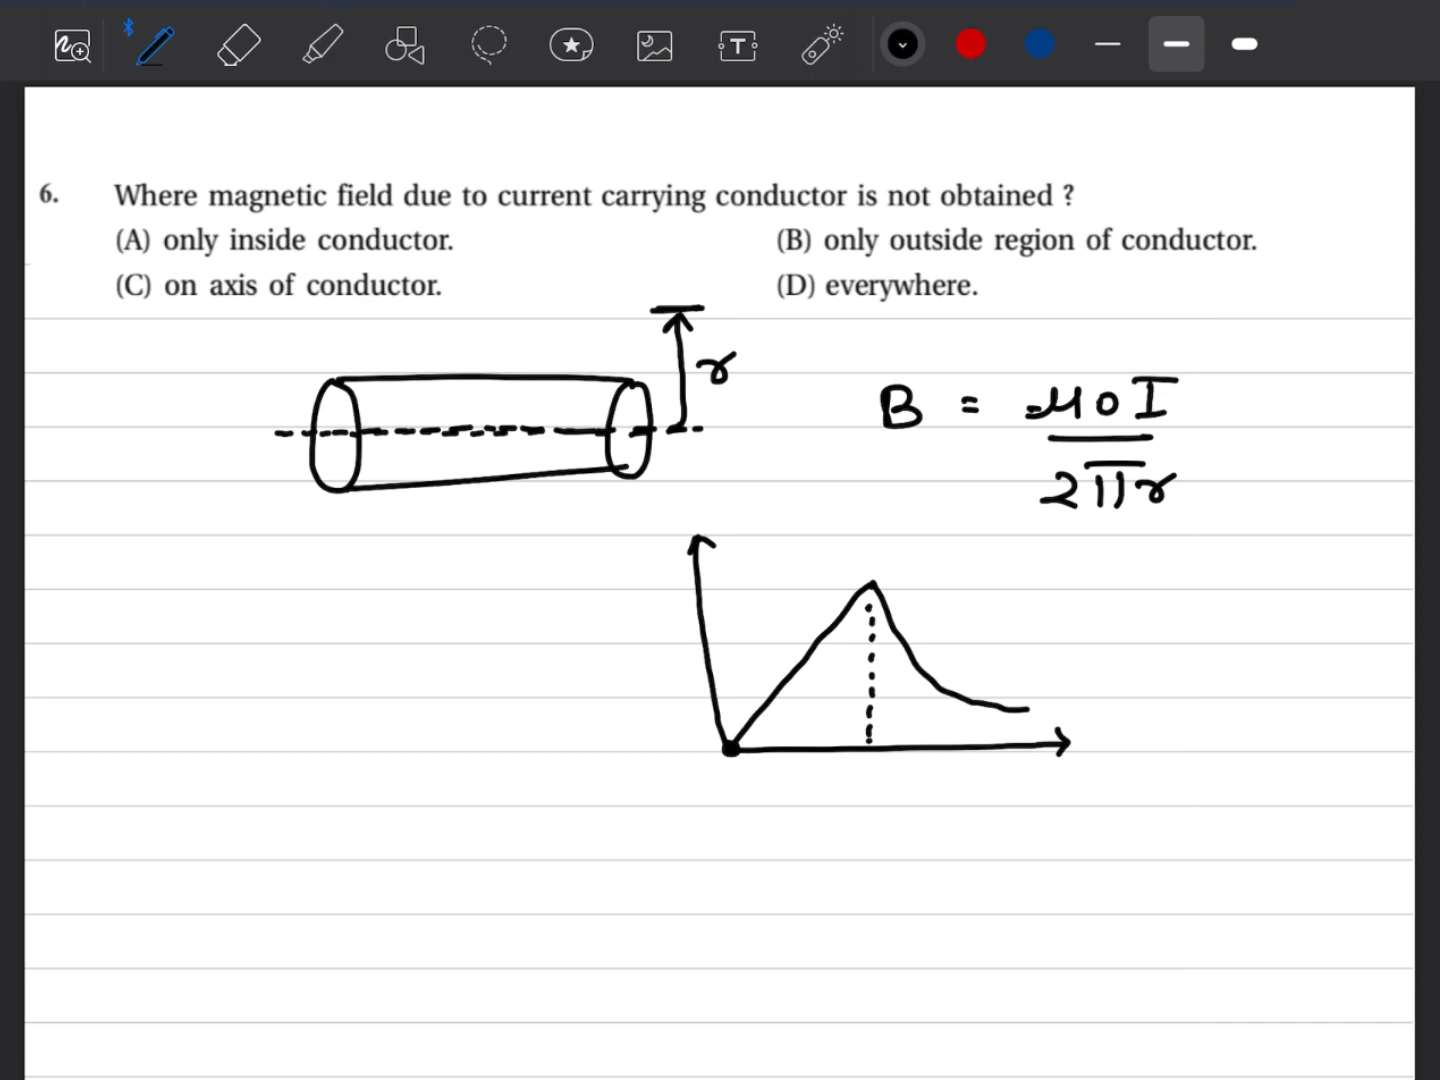 6. Where magnetic field due to current carrying conductor is not obtained ?
(A) only inside conductor. (B) only outside region of conductor.
(C) on axis of conductor. (D) everywhere.
r
B = μ0I
2πr